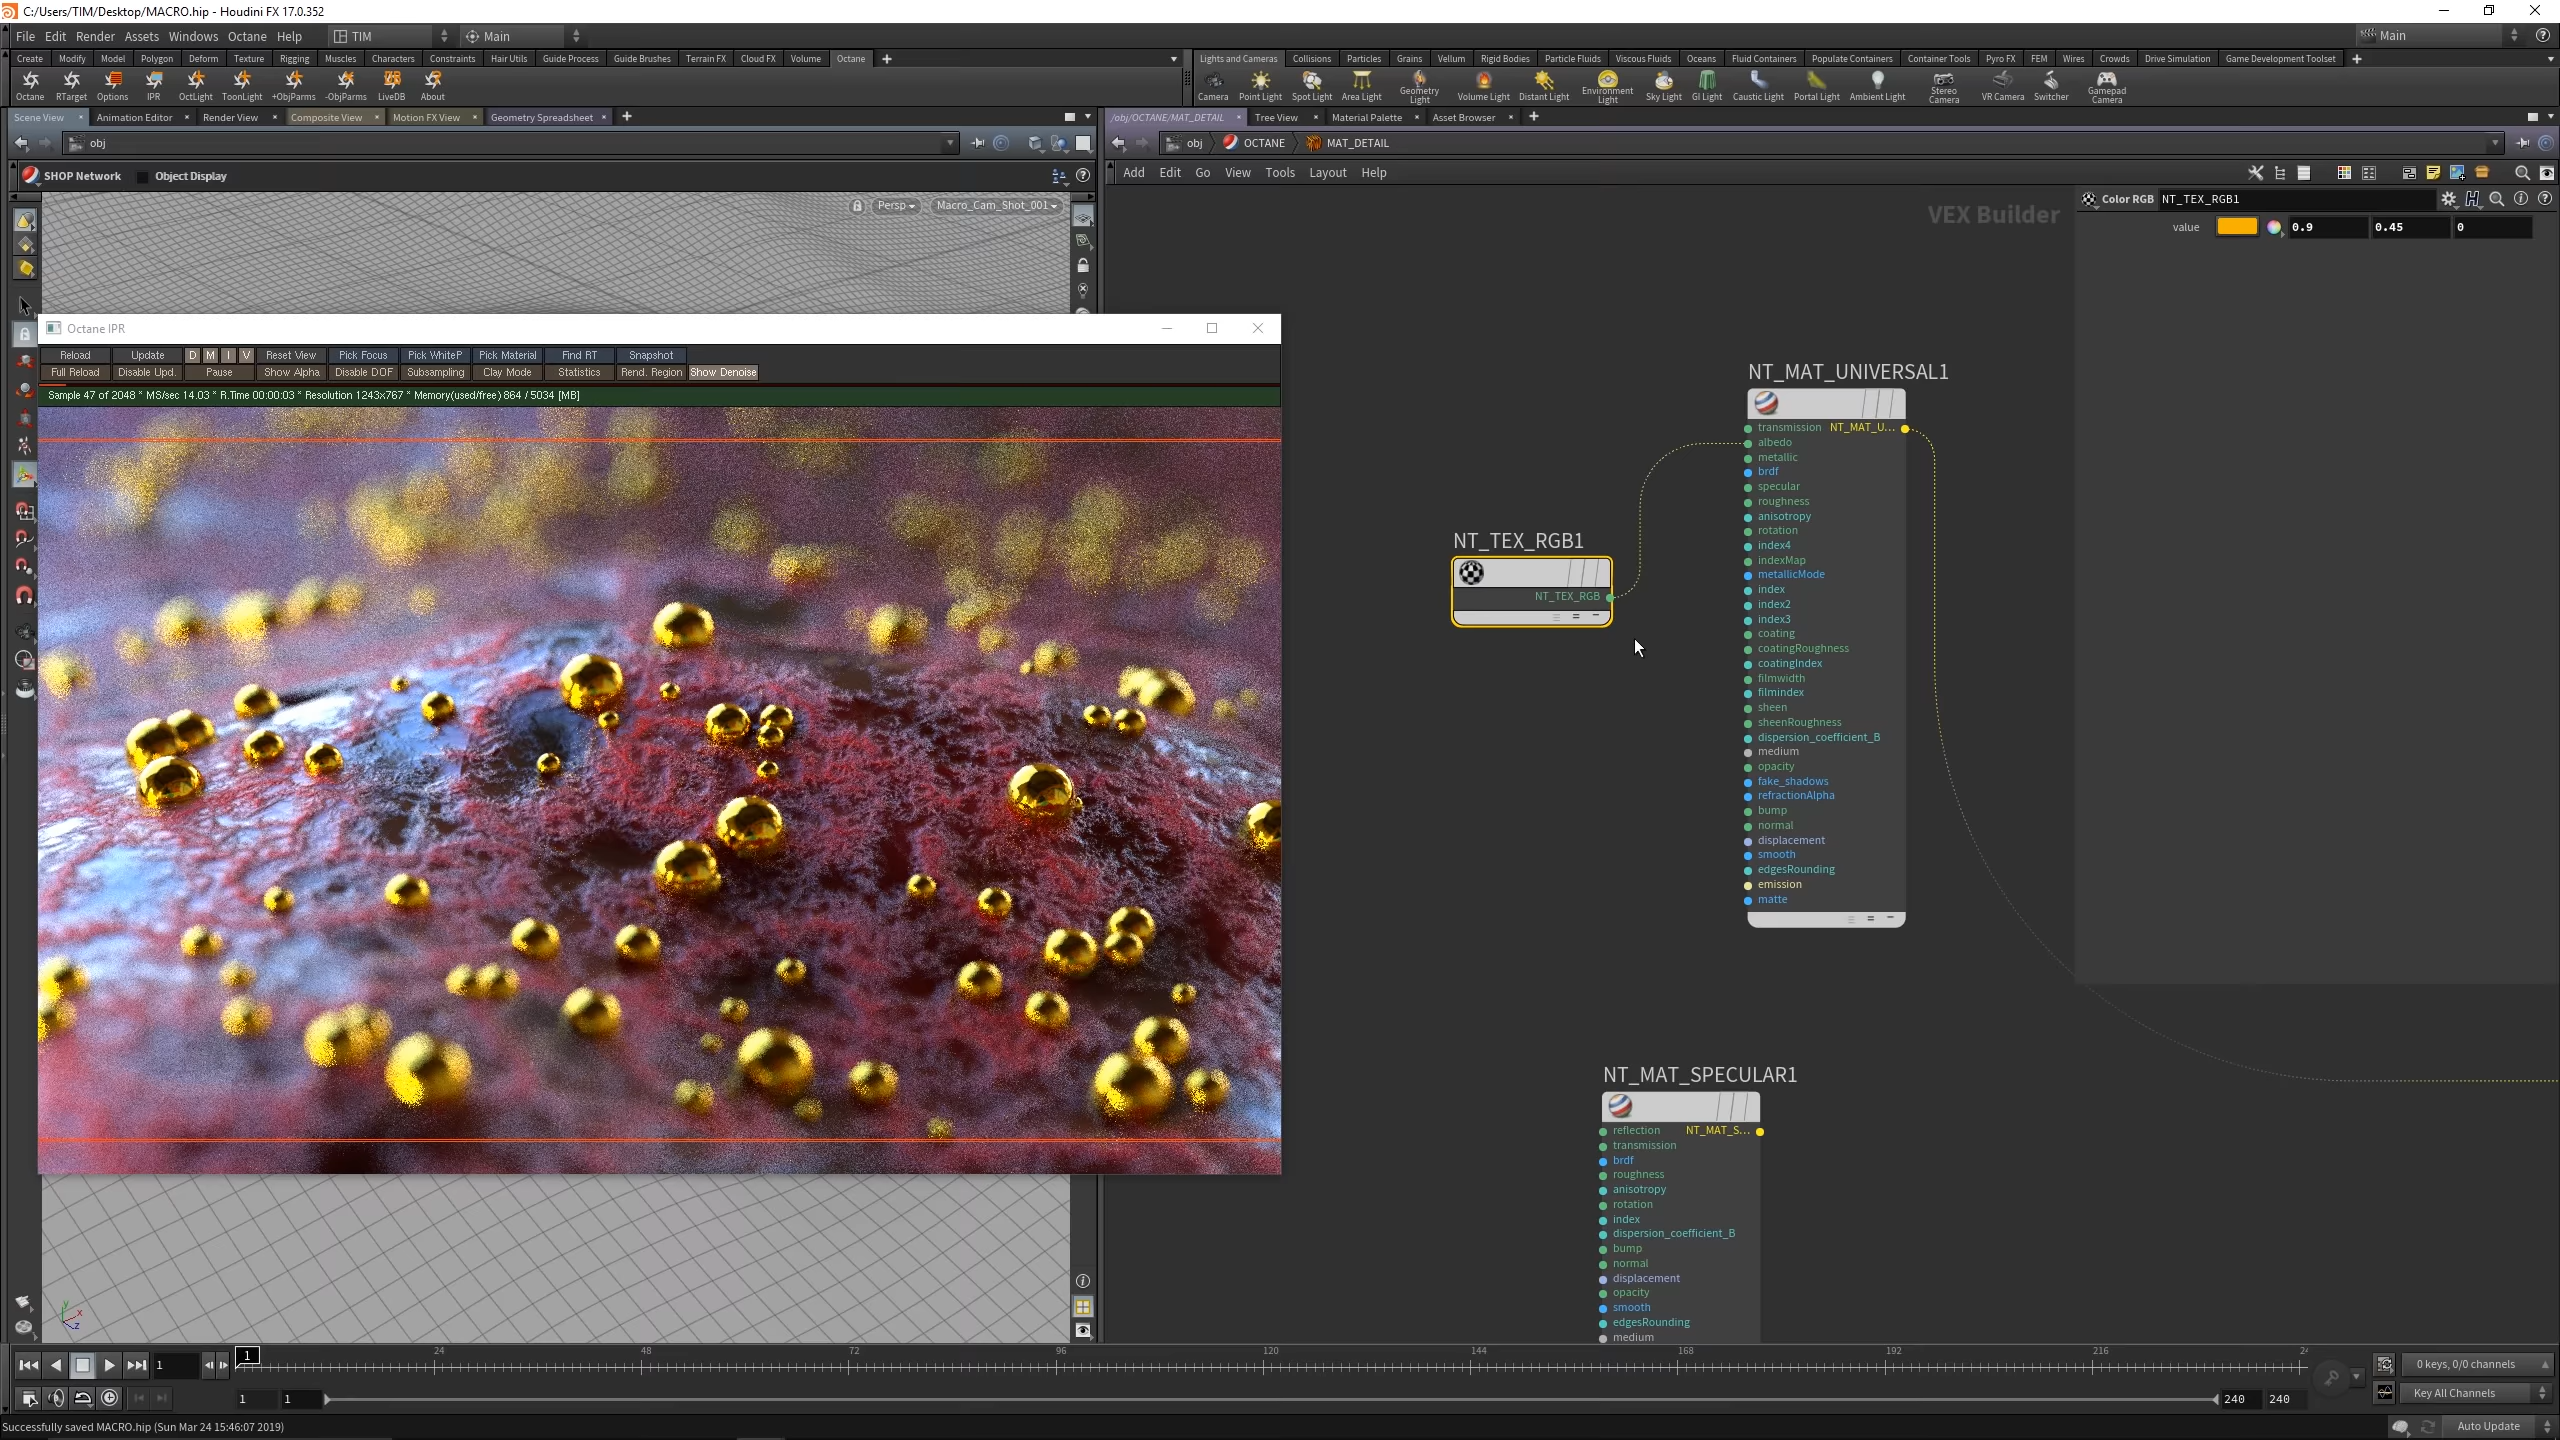 C:/Users/TIM/Desktop/MACRO.hip - Houdini FX 17.0.352
File Edit Render Assets Windows Octane Help TIM Main Main
Create Modify Model Polygon Deform Texture Rigging Muscles Characters Constraints Hair Utils Guide Process Guide Brushes Terrain FX Cloud FX Volume Octane
Lights and Cameras Collisions Particles Grains Vellum Rigid Bodies Particle Fluids Viscous Fluids Oceans Fluid Containers Populate Containers Container Tools Pyro FX FEM Wires Crowds Drive Simulation Game Development Toolset
Octane RTarget Options IPR OctLight ToonLight +ObjParms -ObjParms LiveDB About
Camera Point Light Spot Light Area Light Geometry Light Volume Light Distant Light Environment Light Sky Light GI Light Caustic Light Portal Light Ambient Light Stereo Camera VR Camera Switcher Gamepad Camera
Scene View Animation Editor Render View Composite View Motion FX View Geometry Spreadsheet
/obj/OCTANE/MAT_DETAIL Tree View Material Palette Asset Browser
obj
obj OCTANE MAT_DETAIL
SHOP Network Object Display
Add Edit Go View Tools Layout Help
Persp Macro_Cam_Shot_001
VEX Builder
Color RGB NT_TEX_RGB1
value 0.9 0.45 0
Octane IPR
Reload Update D M I V Reset View Pick Focus Pick WhiteP Pick Material Find RT Snapshot
Full Reload Disable Upd. Pause Show Alpha Disable DOF Subsampling Clay Mode Statistics Rend. Region Show Denoise
Sample 47 of 2048 * MS/sec 14.03 * R.Time 00:00:03 * Resolution 1243x767 * Memory(used/free) 864 / 5034 [MB]
NT_TEX_RGB1
NT_TEX_RGB
NT_MAT_UNIVERSAL1
transmission NT_MAT_U...
albedo
metallic
brdf
specular
roughness
anisotropy
rotation
index4
indexMap
metallicMode
index
index2
index3
coating
coatingRoughness
coatingIndex
filmwidth
filmindex
sheen
sheenRoughness
dispersion_coefficient_B
medium
opacity
fake_shadows
refractionAlpha
bump
normal
displacement
smooth
edgesRounding
emission
matte
NT_MAT_SPECULAR1
reflection NT_MAT_S...
transmission
brdf
roughness
anisotropy
rotation
index
dispersion_coefficient_B
bump
normal
displacement
opacity
smooth
edgesRounding
medium
1 1 24 48 72 96 120 144 168 192 216
0 keys, 0/0 channels
1 1 240 240
Key All Channels
Successfully saved MACRO.hip (Sun Mar 24 15:46:07 2019)
Auto Update